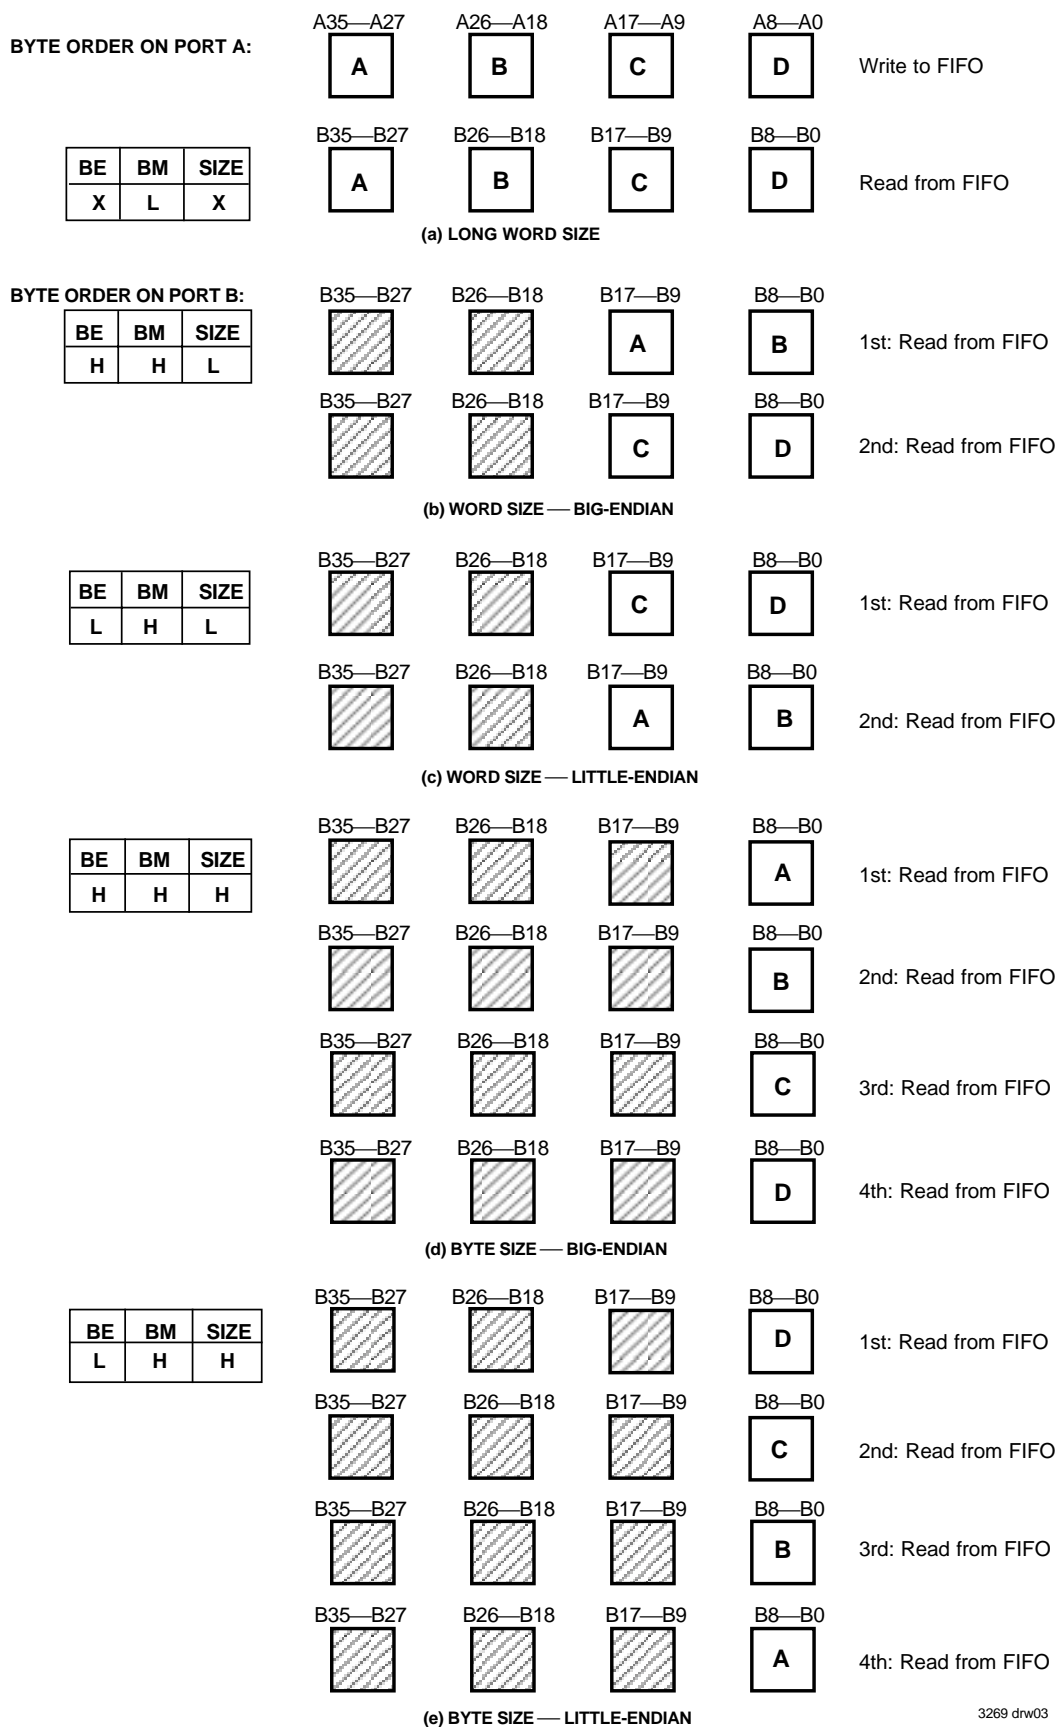 A35—A27 A26—A18 A17—A9 A8—A0
BYTE ORDER ON PORT A:
A B C D Write to FIFO
B35—B27 B26—B18 B17—B9 B8—B0
BE BM SIZE
A B C D Read from FIFO
X L X
(a) LONG WORD SIZE
BYTE ORDER ON PORT B: B35—B27 B26—B18 B17—B9 B8—B0
BE BM SIZE
A B 1st: Read from FIFO
H H L
B35—B27 B26—B18 B17—B9 B8—B0
C D 2nd: Read from FIFO
(b) WORD SIZE — BIG-ENDIAN
B35—B27 B26—B18 B17—B9 B8—B0
BE BM SIZE
C D 1st: Read from FIFO
L H L
B35—B27 B26—B18 B17—B9 B8—B0
A B 2nd: Read from FIFO
(c) WORD SIZE — LITTLE-ENDIAN
B35—B27 B26—B18 B17—B9 B8—B0
BE BM SIZE
A 1st: Read from FIFO
H H H
B35—B27 B26—B18 B17—B9 B8—B0
B 2nd: Read from FIFO
B35—B27 B26—B18 B17—B9 B8—B0
C 3rd: Read from FIFO
B35—B27 B26—B18 B17—B9 B8—B0
D 4th: Read from FIFO
(d) BYTE SIZE — BIG-ENDIAN
B35—B27 B26—B18 B17—B9 B8—B0
BE BM SIZE
D 1st: Read from FIFO
L H H
B35—B27 B26—B18 B17—B9 B8—B0
C 2nd: Read from FIFO
B35—B27 B26—B18 B17—B9 B8—B0
B 3rd: Read from FIFO
B35—B27 B26—B18 B17—B9 B8—B0
A 4th: Read from FIFO
(e) BYTE SIZE — LITTLE-ENDIAN
3269 drw03